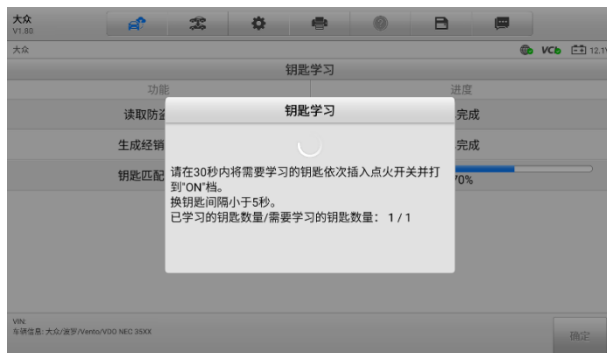 大众
V1.80
大众
VCb 12.1V
钥匙学习
功能 进度
读取防盗 完成
生成经销 完成
钥匙匹配 70%
钥匙学习
请在30秒内将需要学习的钥匙依次插入点火开关并打
到"ON"档。
换钥匙间隔小于5秒。
已学习的钥匙数量/需要学习的钥匙数量： 1 / 1
VIN:
车辆信息: 大众/波罗/Vento/VDO NEC 35XX
确定